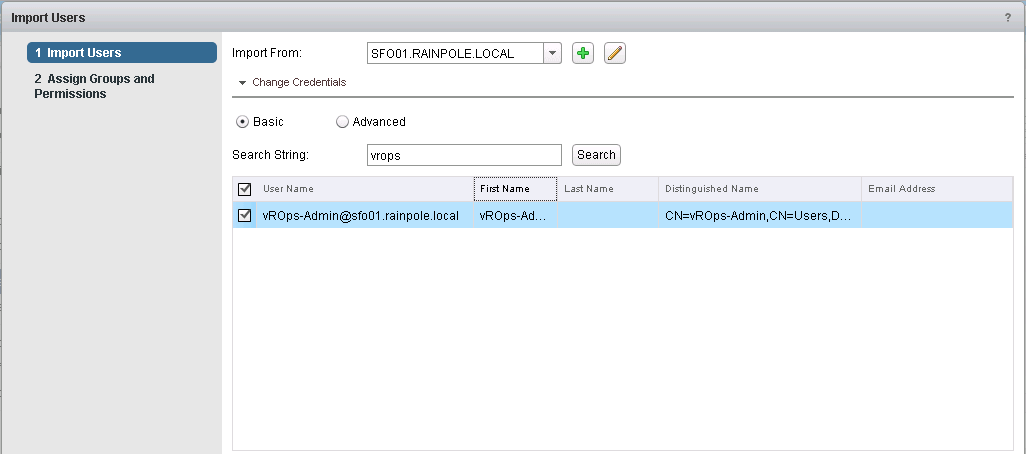 Import Users
?
1 Import Users
2 Assign Groups and
Permissions
Import From: SFO01.RAINPOLE.LOCAL
Change Credentials
Basic Advanced
Search String: vrops Search
User Name First Name Last Name Distinguished Name Email Address
vROps-Admin@sfo01.rainpole.local vROps-Ad... CN=vROps-Admin,CN=Users,D...